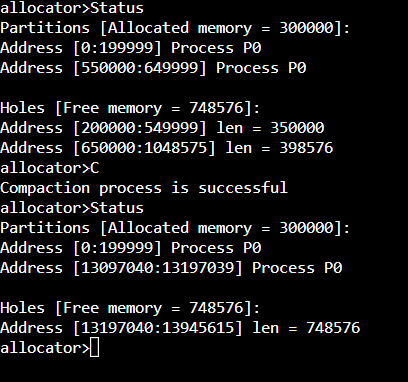 allocator>Status
Partitions [Allocated memory = 300000]:
Address [0:199999] Process P0
Address [550000:649999] Process P0

Holes [Free memory = 748576]:
Address [200000:549999] len = 350000
Address [650000:1048575] len = 398576
allocator>C
Compaction process is successful
allocator>Status
Partitions [Allocated memory = 300000]:
Address [0:199999] Process P0
Address [13097040:13197039] Process P0

Holes [Free memory = 748576]:
Address [13197040:13945615] len = 748576
allocator>